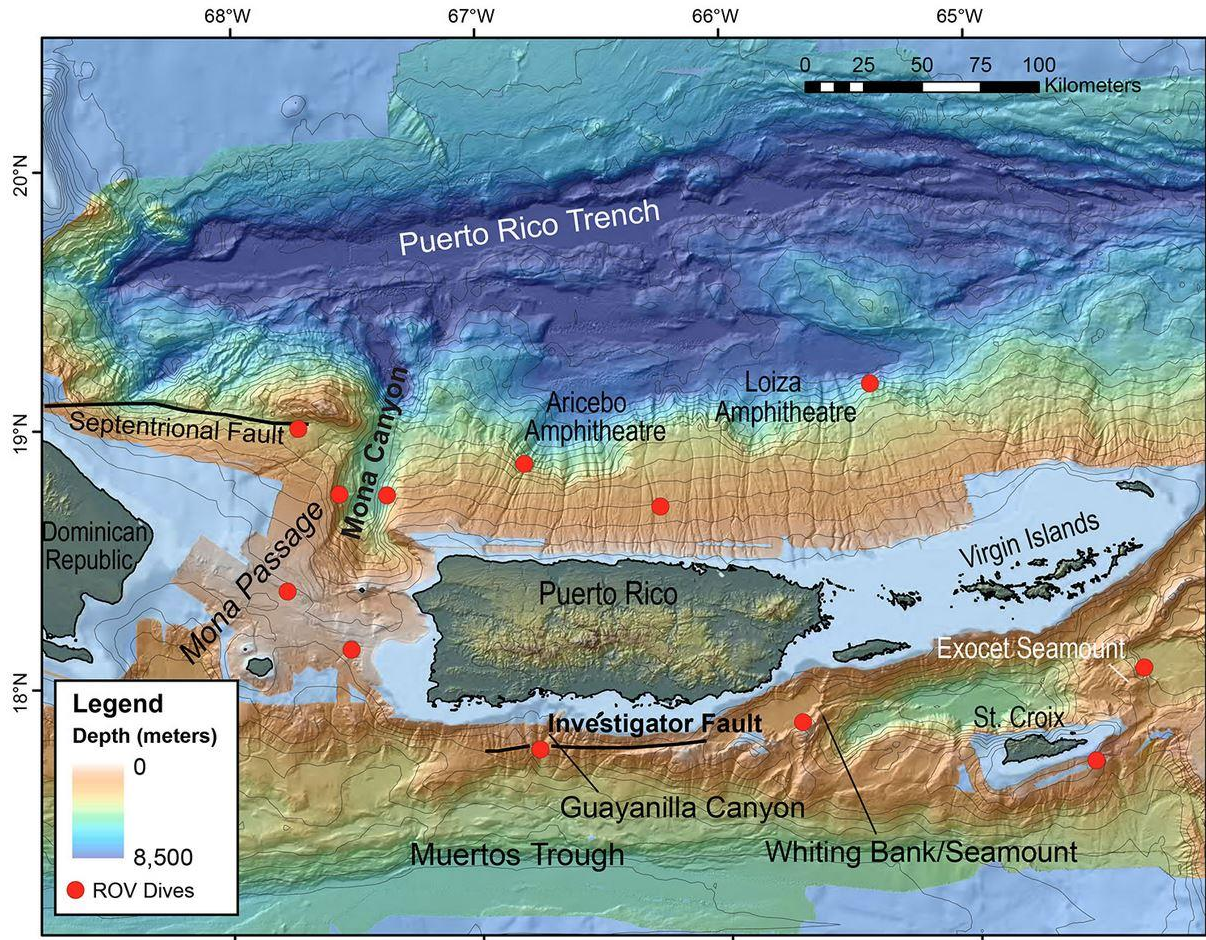 68°W 67°W 66°W 65°W
0 25 50 75 100
Kilometers
20°N
Puerto Rico Trench
Mona Canyon
Loiza
Amphitheatre
Aricebo
Amphitheatre
Septentrional Fault
19°N
Mona Passage
Dominican
Republic
Virgin Islands
Puerto Rico
Exocet Seamount
18°N
St. Croix
Investigator Fault
Guayanilla Canyon
Muertos Trough
Whiting Bank/Seamount
Legend
Depth (meters)
0
8,500
ROV Dives